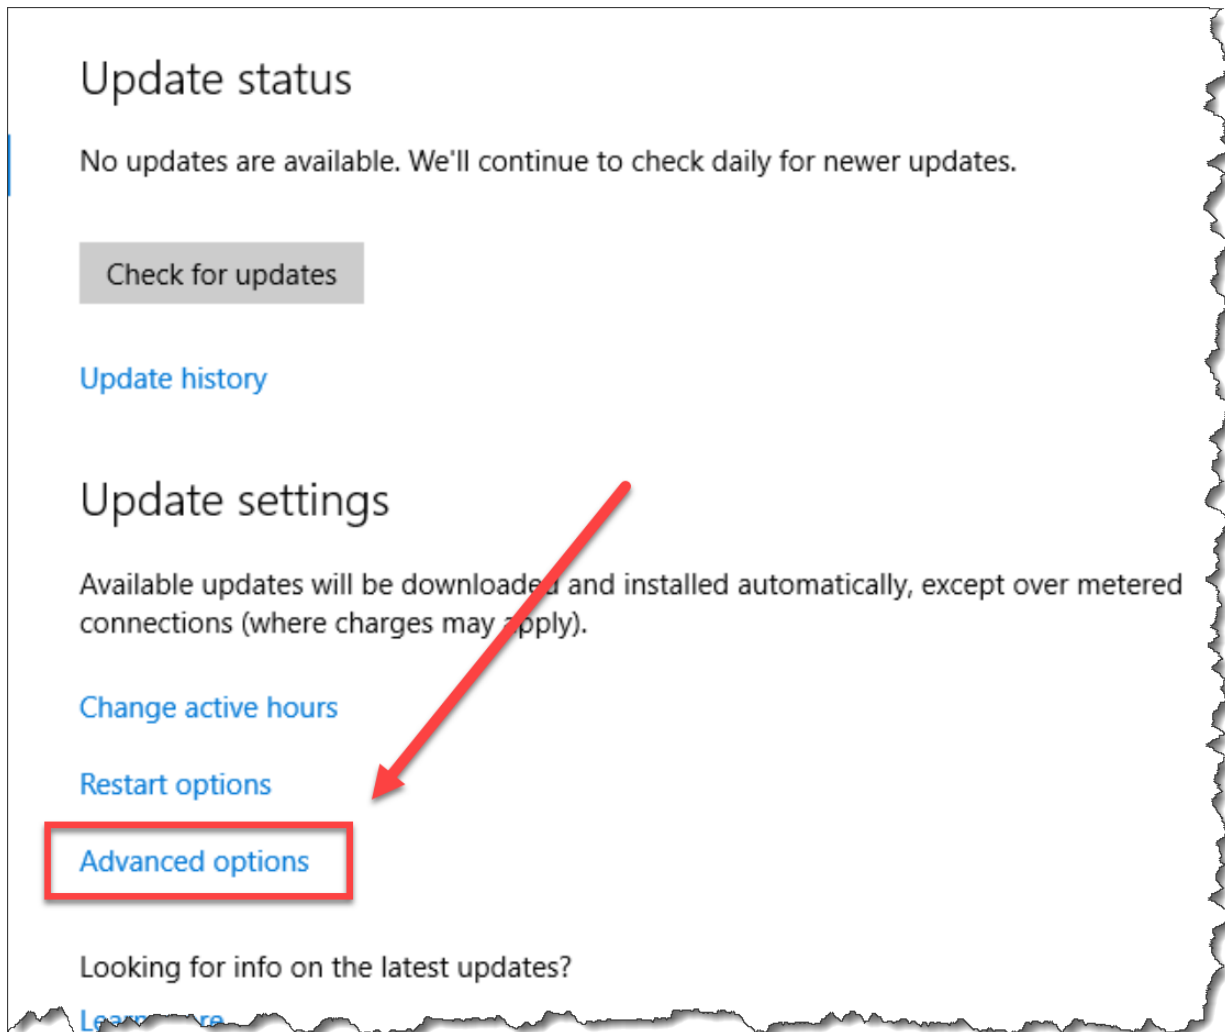 Update status
No updates are available. We'll continue to check daily for newer updates.
Check for updates
Update history
Update settings
Available updates will be downloaded and installed automatically, except over metered
connections (where charges may apply).
Change active hours
Restart options
Advanced options
Looking for info on the latest updates?